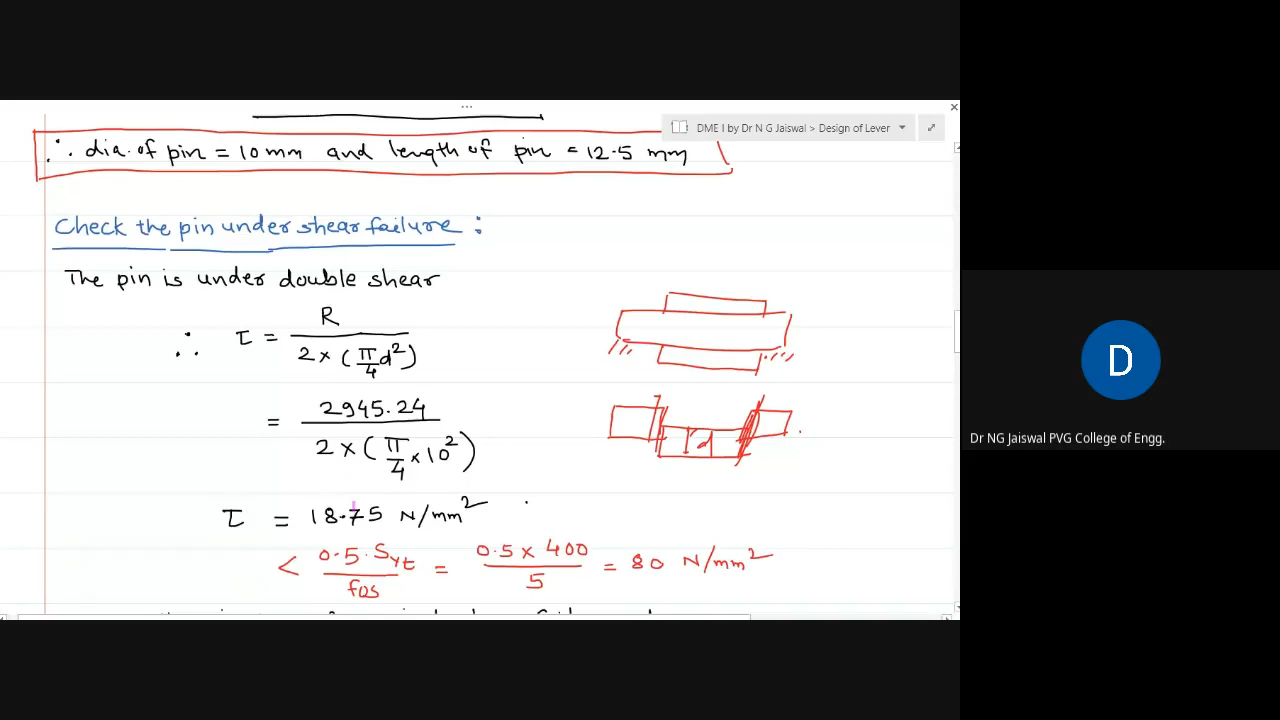 DME I by Dr N G Jaiswal > Design of Lever
∴ dia. of pin = 10 mm and length of pin = 12.5 mm
Check the pin under shear failure :
The pin is under double shear
∴ τ = R / 2 × (π/4 d²)
= 2945.24 / 2 × (π/4 × 10²)
d
τ = 18.75 N/mm²
< 0.5 . Syt / fos = 0.5 × 400 / 5 = 80 N/mm²
D
Dr NG Jaiswal PVG College of Engg.